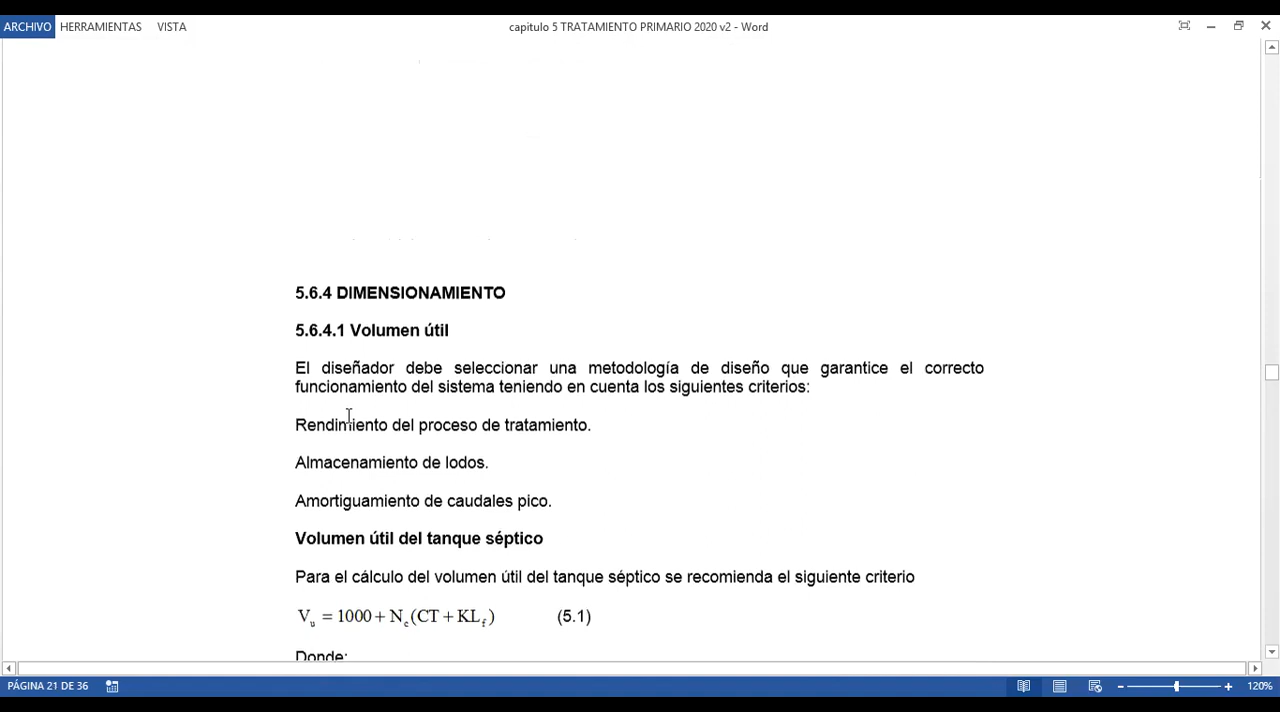 ARCHIVO HERRAMIENTAS VISTA
capitulo 5 TRATAMIENTO PRIMARIO 2020 v2 - Word
5.6.4 DIMENSIONAMIENTO
5.6.4.1 Volumen útil
El diseñador debe seleccionar una metodología de diseño que garantice el correcto
funcionamiento del sistema teniendo en cuenta los siguientes criterios:
Rendimiento del proceso de tratamiento.
Almacenamiento de lodos.
Amortiguamiento de caudales pico.
Volumen útil del tanque séptico
Para el cálculo del volumen útil del tanque séptico se recomienda el siguiente criterio
V_u = 1000 + N_c(CT + KL_f) (5.1)
Donde:
PÁGINA 21 DE 36
120%